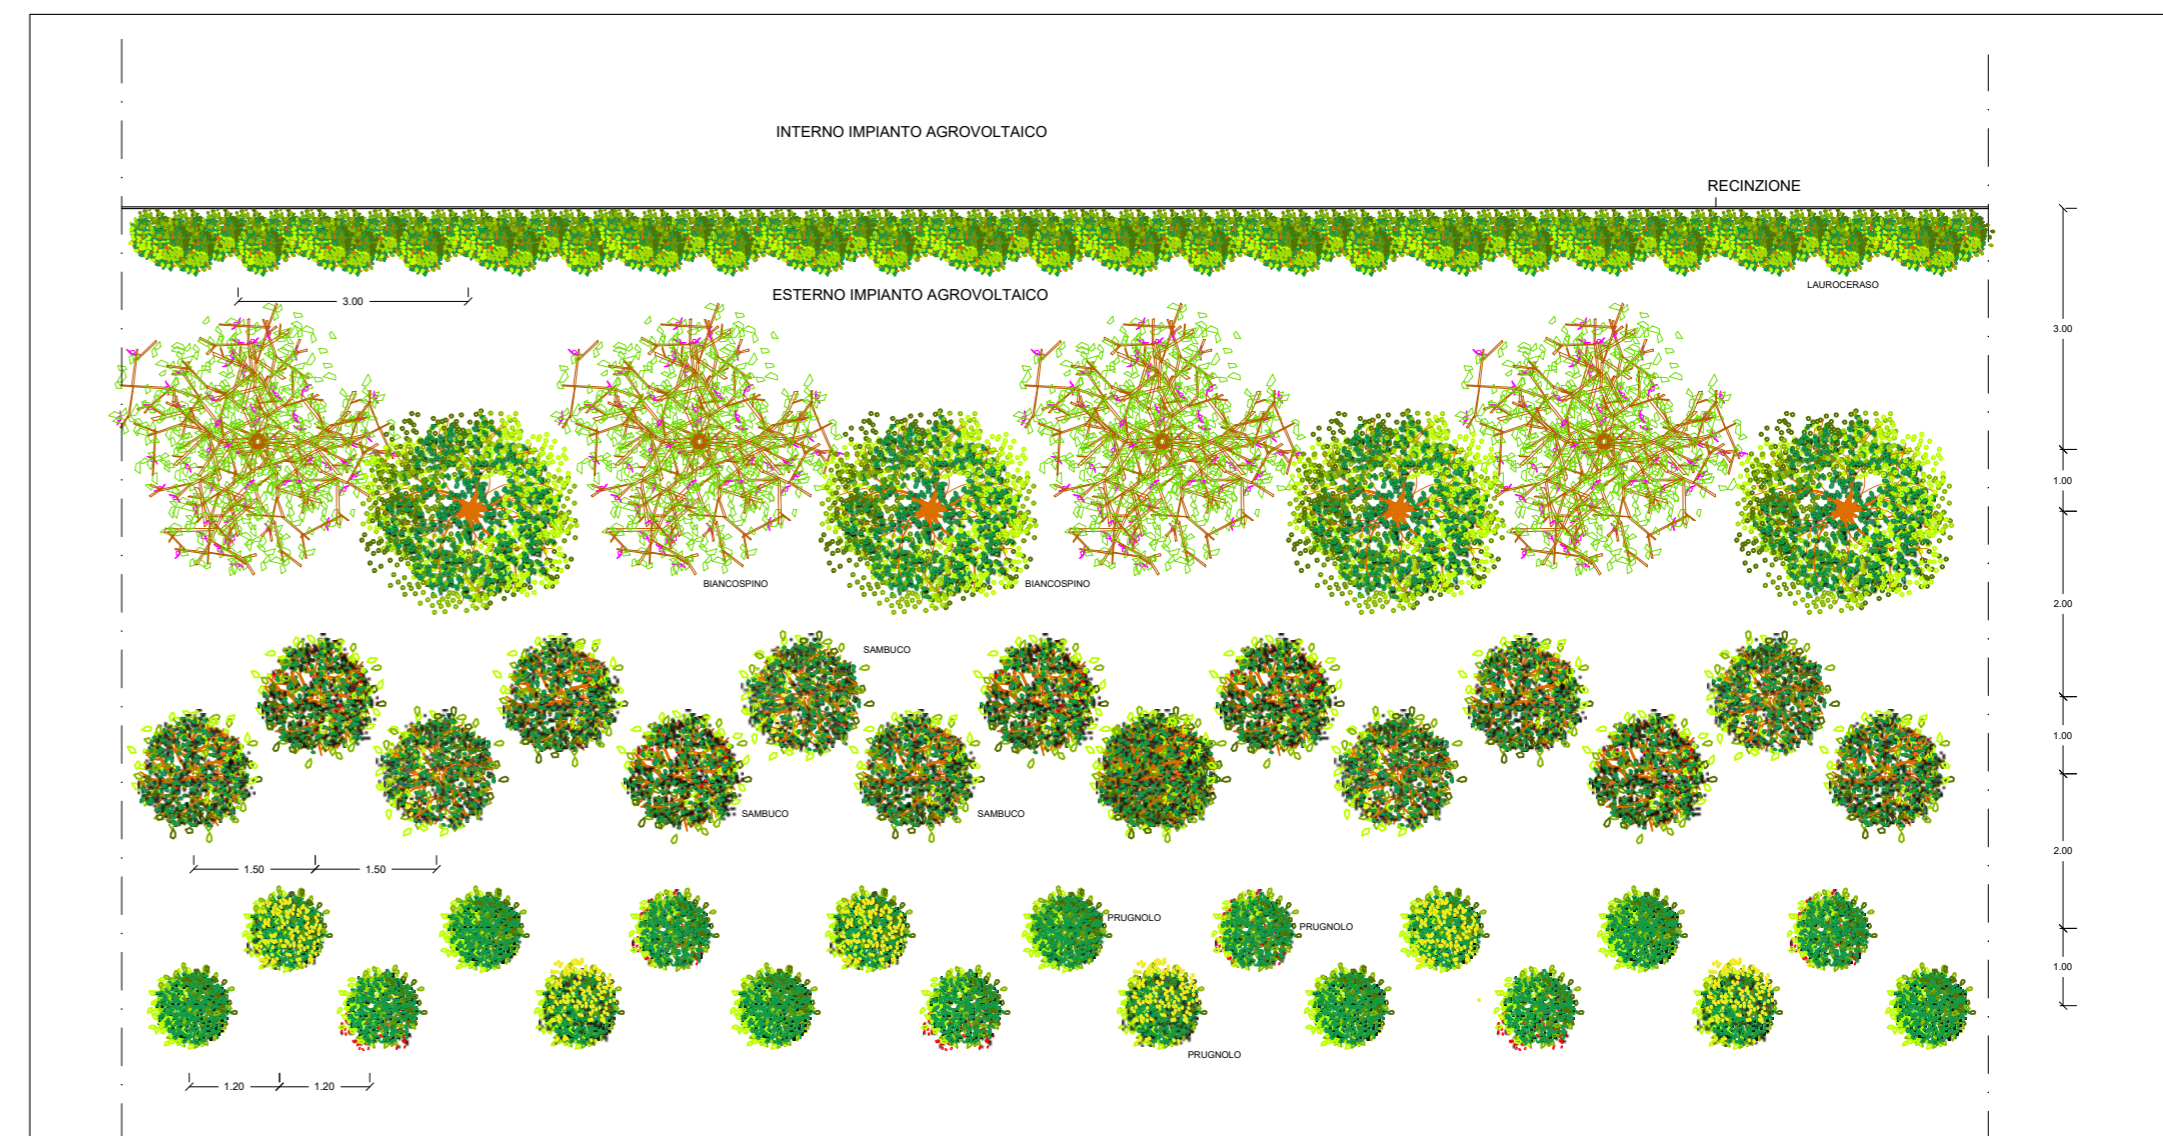 INTERNO IMPIANTO AGROVOLTAICO
RECINZIONE
LAUROCERASO
3.00
ESTERNO IMPIANTO AGROVOLTAICO
3.00
1.00
BIANCOSPINO
BIANCOSPINO
2.00
SAMBUCO
1.00
SAMBUCO
SAMBUCO
2.00
1.50
1.50
PRUGNOLO
PRUGNOLO
1.00
PRUGNOLO
1.20
1.20